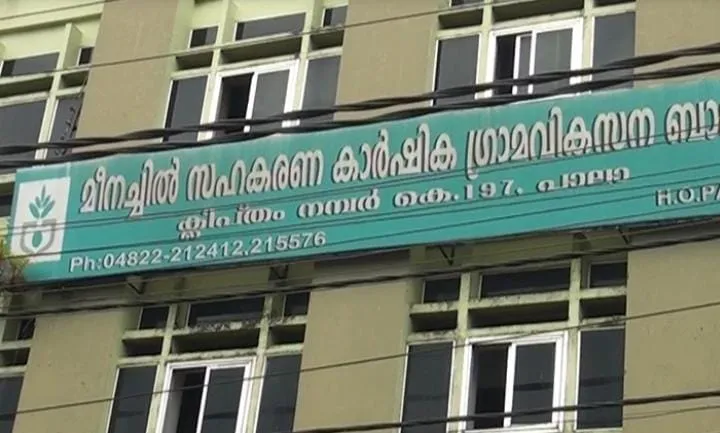 മീനച്ചിൽ സഹകരണ കാർഷിക ഗ്രാമവികസന ബാ
ക്ലിപ്തം നമ്പർ കെ.197, പാലാ
Ph:04822-212412,215576
H.O.PA